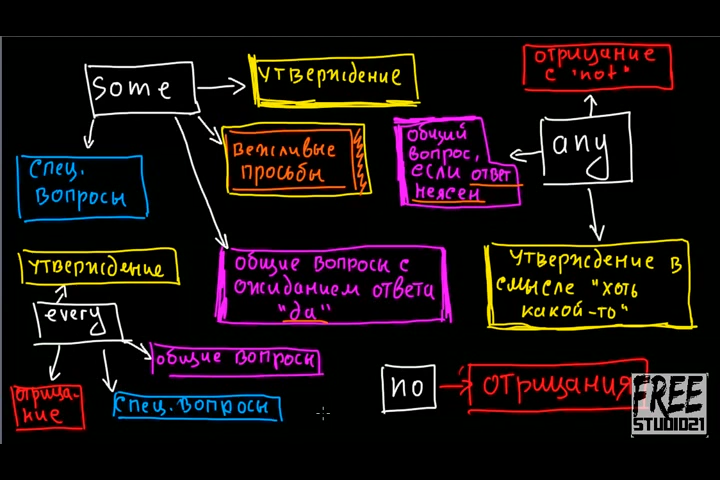 some
утверждение
отрицание
с "not"
вежливые
просьбы
общий
вопрос,
если ответ
неясен
any
спец.
вопросы
утверждение
общие вопросы с
ожиданием ответа
"да"
утверждение в
смысле "хоть
какой-то"
every
общие вопросы
отрица-
ние
спец. вопросы
no
отрицания
FREE
STUDIO21